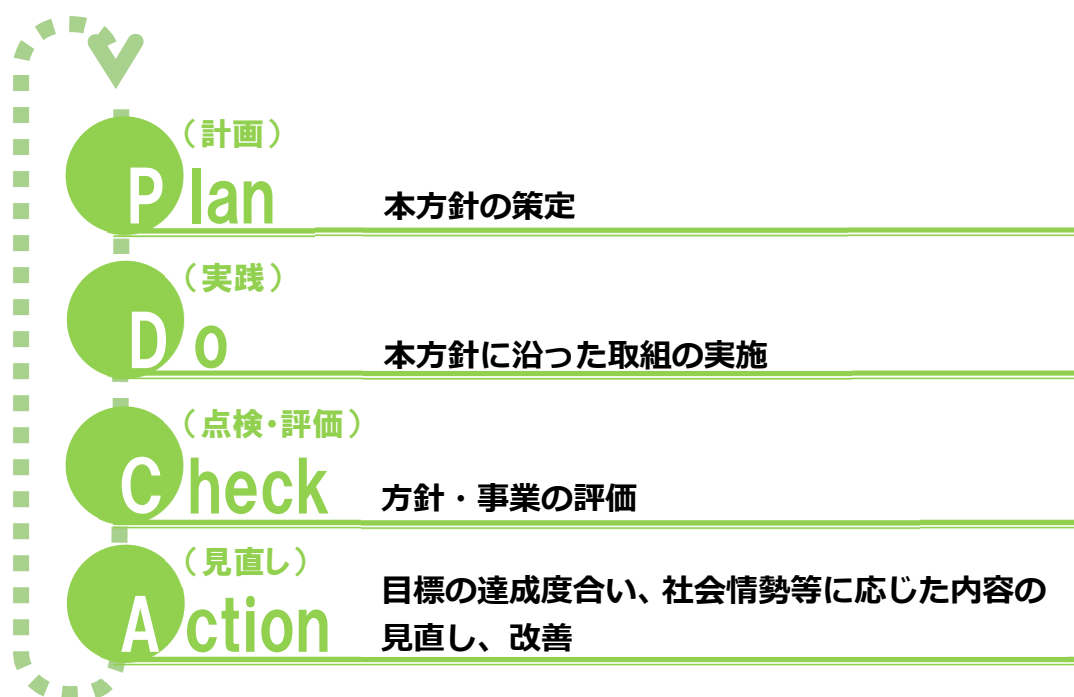 （計画）
Plan
本方針の策定
（実践）
Do
本方針に沿った取組の実施
（点検・評価）
Check
方針・事業の評価
（見直し）
Action
目標の達成度合い、社会情勢等に応じた内容の
見直し、改善